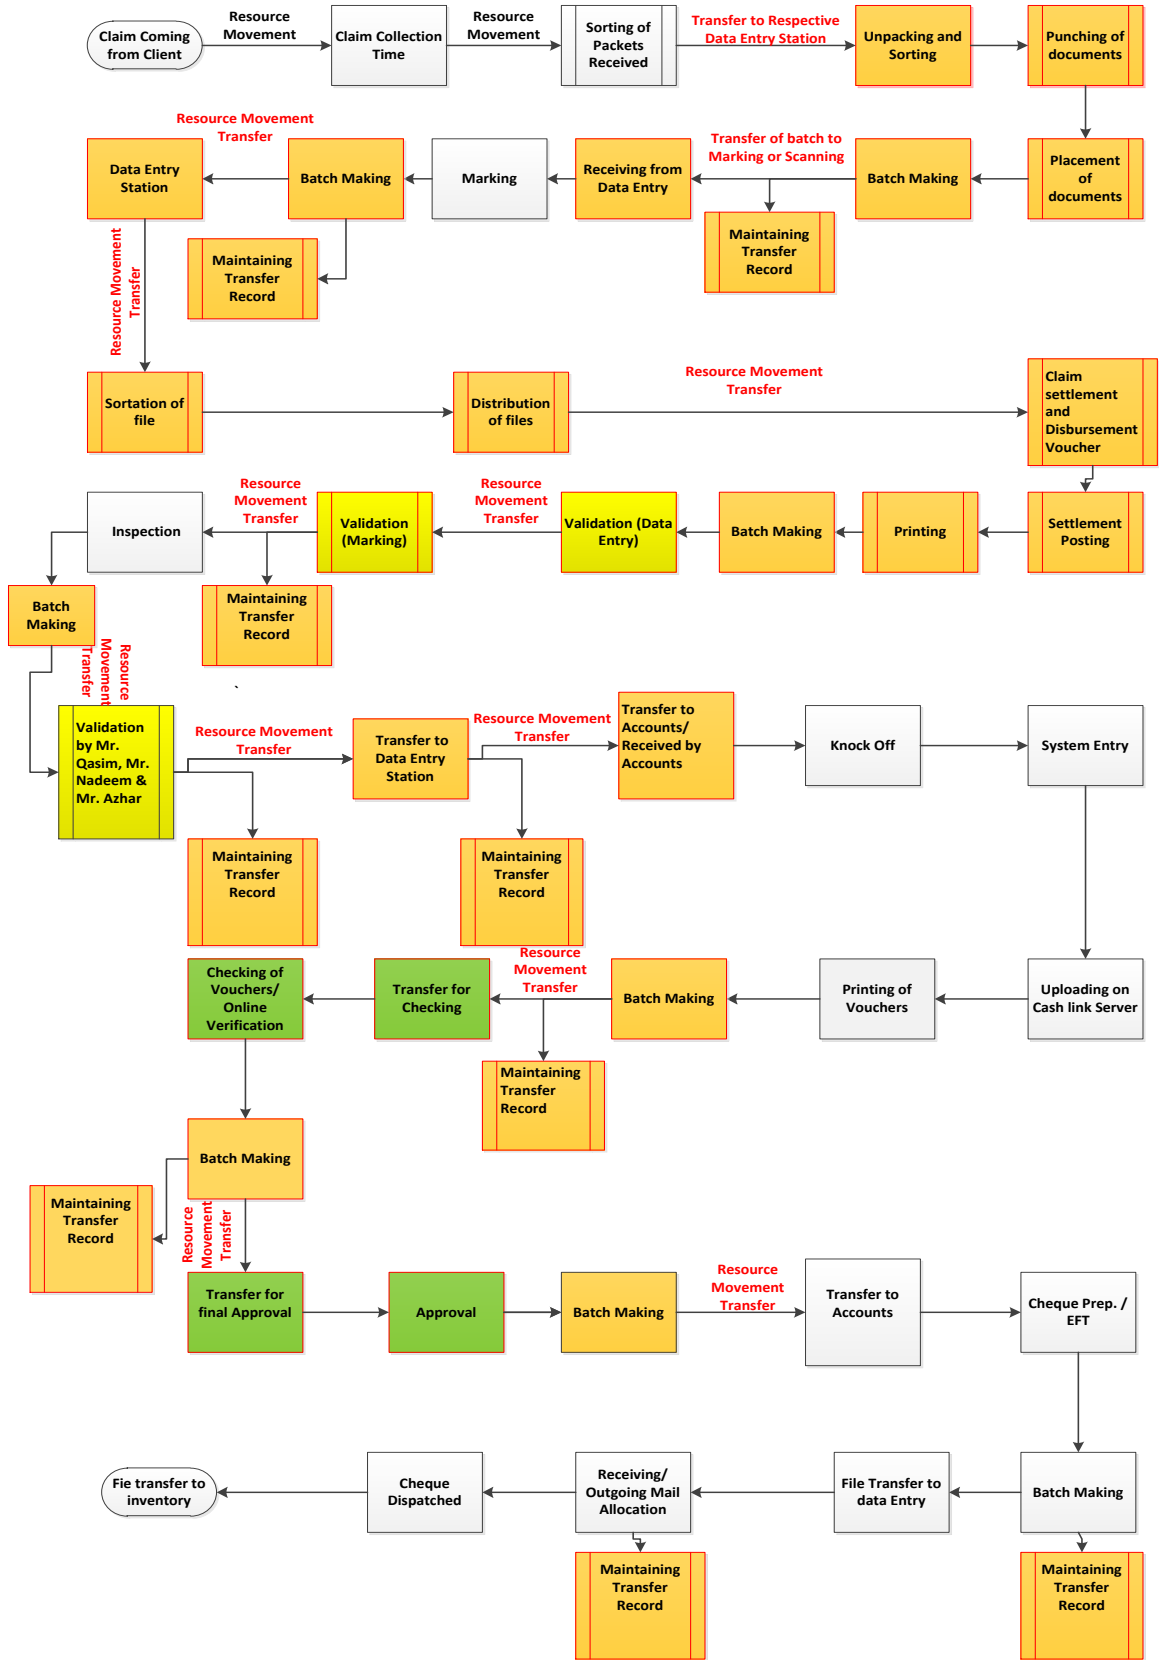 Claim Coming
from Client
Resource
Movement
Claim Collection
Time
Resource
Movement
Sorting of
Packets
Received
Transfer to Respective
Data Entry Station
Unpacking and
Sorting
Punching of
documents
Placement
of
documents
Batch Making
Transfer of batch to
Marking or Scanning
Maintaining
Transfer
Record
Receiving from
Data Entry
Marking
Batch Making
Maintaining
Transfer
Record
Resource Movement
Transfer
Data Entry
Station
Resource Movement
Transfer
Sortation of
file
Distribution
of files
Resource Movement
Transfer
Claim
settlement
and
Disbursement
Voucher
Settlement
Posting
Printing
Batch Making
Validation (Data
Entry)
Resource
Movement
Transfer
Validation
(Marking)
Resource
Movement
Transfer
Maintaining
Transfer
Record
Inspection
Batch
Making
Resource
Movement
Transfer
`
Validation
by Mr.
Qasim, Mr.
Nadeem &
Mr. Azhar
Resource Movement
Transfer
Maintaining
Transfer
Record
Transfer to
Data Entry
Station
Resource Movement
Transfer
Maintaining
Transfer
Record
Transfer to
Accounts/
Received by
Accounts
Knock Off
System Entry
Uploading on
Cash link Server
Printing of
Vouchers
Batch Making
Resource
Movement
Transfer
Maintaining
Transfer
Record
Transfer for
Checking
Checking of
Vouchers/
Online
Verification
Batch Making
Maintaining
Transfer
Record
Resource
Movement
Transfer
Transfer for
final Approval
Approval
Batch Making
Resource
Movement
Transfer
Transfer to
Accounts
Cheque Prep. /
EFT
Batch Making
Maintaining
Transfer
Record
File Transfer to
data Entry
Receiving/
Outgoing Mail
Allocation
Maintaining
Transfer
Record
Cheque
Dispatched
Fie transfer to
inventory